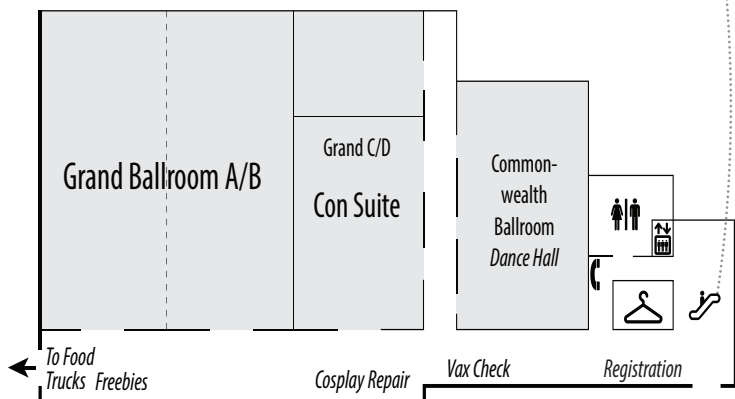 Grand Ballroom A/B
Grand C/D
Con Suite
Common-
wealth
Ballroom
Dance Hall
To Food
Trucks
Freebies
Cosplay Repair
Vax Check
Registration